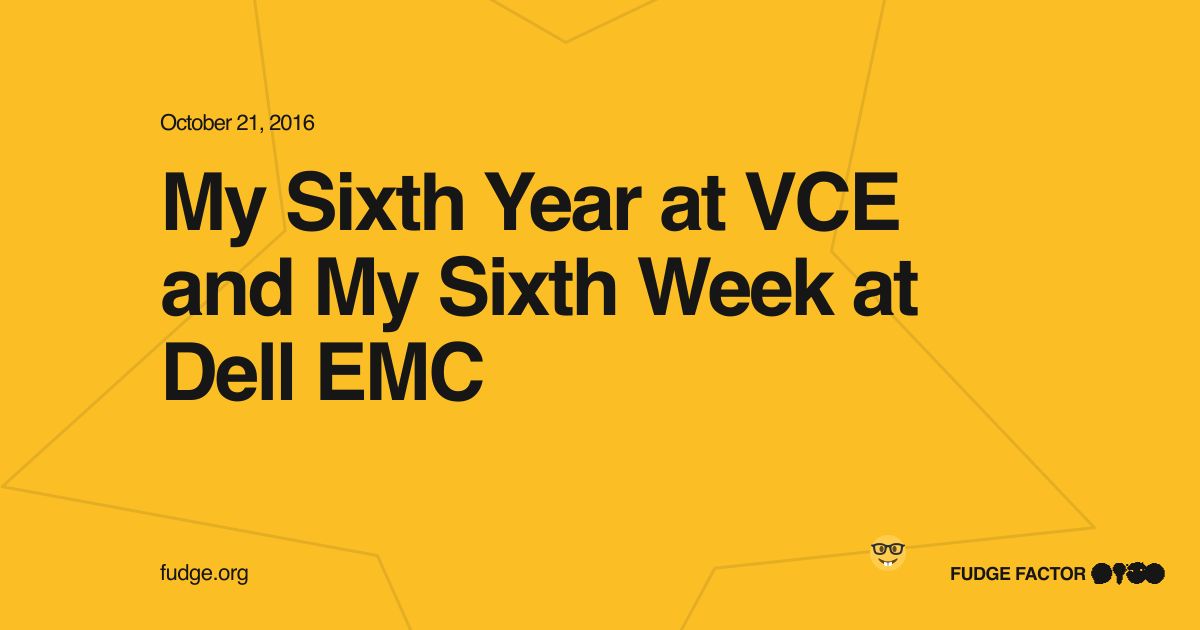 October 21, 2016
My Sixth Year at VCE
and My Sixth Week at
Dell EMC
fudge.org
FUDGE FACTOR